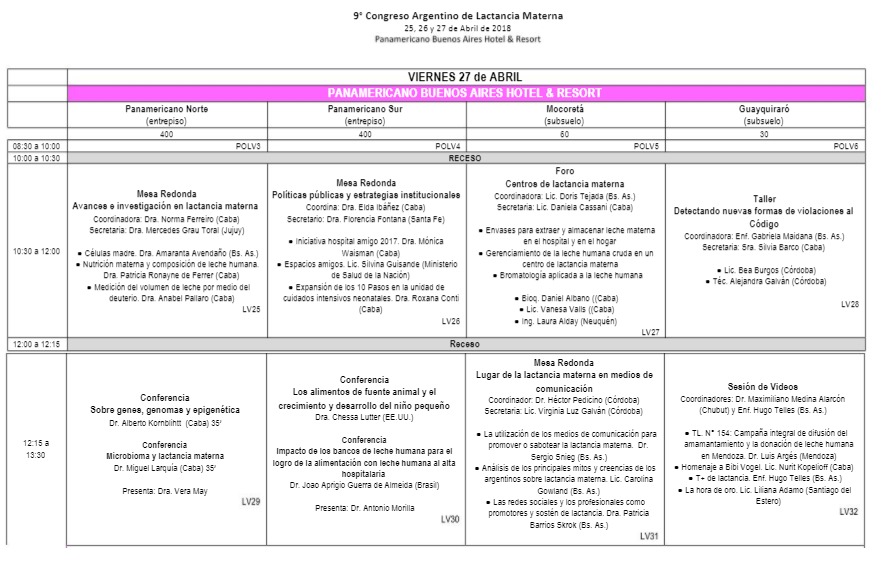 9° Congreso Argentino de Lactancia Materna
25, 26 y 27 de Abril de 2018
Panamericano Buenos Aires Hotel & Resort
VIERNES 27 de ABRIL
PANAMERICANO BUENOS AIRES HOTEL & RESORT
Panamericano Norte
(entrepiso)
Panamericano Sur
(entrepiso)
Mocoretá
(subsuelo)
Guayquiraró
(subsuelo)
400
400
60
30
08:30 a 10:00
POLV3
POLV4
POLV5
POLV6
10:00 a 10:30
RECESO
10:30 a 12:00
Mesa Redonda
Avances e investigación en lactancia materna
Coordinadora: Dra. Norma Ferreiro (Caba)
Secretaria: Dra. Mercedes Grau Toral (Jujuy)
• Células madre. Dra. Amaranta Avendaño (Bs. As.)
• Nutrición materna y composición de leche humana.
Dra. Patricia Ronayne de Ferrer (Caba)
• Medición del volumen de leche por medio del
deuterio. Dra. Anabel Pallaro (Caba)
LV25
Mesa Redonda
Políticas públicas y estrategias institucionales
Coordina: Dra. Elda Ibáñez (Caba)
Secretario: Dra. Florencia Fontana (Santa Fe)
• Iniciativa hospital amigo 2017. Dra. Mónica
Waisman (Caba)
• Espacios amigos. Lic. Silvina Guisande (Ministerio
de Salud de la Nación)
• Expansión de los 10 Pasos en la unidad de
cuidados intensivos neonatales. Dra. Roxana Conti
(Caba)
LV26
Foro
Centros de lactancia materna
Coordinadora: Lic. Doris Tejada (Bs. As.)
Secretaria: Lic. Daniela Cassani (Caba)
• Envases para extraer y almacenar leche materna
en el hospital y en el hogar
• Gerenciamiento de la leche humana cruda en un
centro de lactancia materna
• Bromatología aplicada a la leche humana
• Bioq. Daniel Albano ((Caba)
• Lic. Vanesa Valls ((Caba)
• Ing. Laura Alday (Neuquén)
LV27
Taller
Detectando nuevas formas de violaciones al
Código
Coordinadora: Enf. Gabriela Maidana (Bs. As.)
Secretaria: Sra. Silvia Barco (Caba)
• Lic. Bea Burgos (Córdoba)
• Téc. Alejandra Galván (Córdoba)
LV28
12:00 a 12:15
Receso
12:15 a
13:30
Conferencia
Sobre genes, genomas y epigenética
Dr. Alberto Kornblihtt (Caba) 35'
Conferencia
Microbioma y lactancia materna
Dr. Miguel Larguía (Caba) 35'
Presenta: Dra. Vera May
LV29
Conferencia
Los alimentos de fuente animal y el
crecimiento y desarrollo del niño pequeño
Dra. Chessa Lutter (EE.UU.)
Conferencia
Impacto de los bancos de leche humana para el
logro de la alimentación con leche humana al alta
hospitalaria
Dr. Joao Aprigio Guerra de Almeida (Brasil)
Presenta: Dr. Antonio Morilla
LV30
Mesa Redonda
Lugar de la lactancia materna en medios de
comunicación
Coordinador: Dr. Héctor Pedicino (Córdoba)
Secretaria: Lic. Virginia Luz Galván (Córdoba)
• La utilización de los medios de comunicación para
promover o sabotear la lactancia materna. Dr.
Sergio Snieg (Bs. As.)
• Análisis de los principales mitos y creencias de los
argentinos sobre lactancia materna. Lic. Carolina
Gowland (Bs. As.)
• Las redes sociales y los profesionales como
promotores y sostén de lactancia. Dra. Patricia
Barrios Skrok (Bs. As.)
LV31
Sesión de Videos
Coordinadores: Dr. Maximiliano Medina Alarcón
(Chubut) y Enf. Hugo Telles (Bs. As.)
• TL. N° 154: Campaña integral de difusión del
amamantamiento y la donación de leche humana
en Mendoza. Dr. Luis Argés (Mendoza)
• Homenaje a Bibi Vogel. Lic. Nurit Kopelioff (Caba)
• T+ de lactancia. Enf. Hugo Telles (Bs. As.)
• La hora de oro. Lic. Liliana Adamo (Santiago del
Estero)
LV32